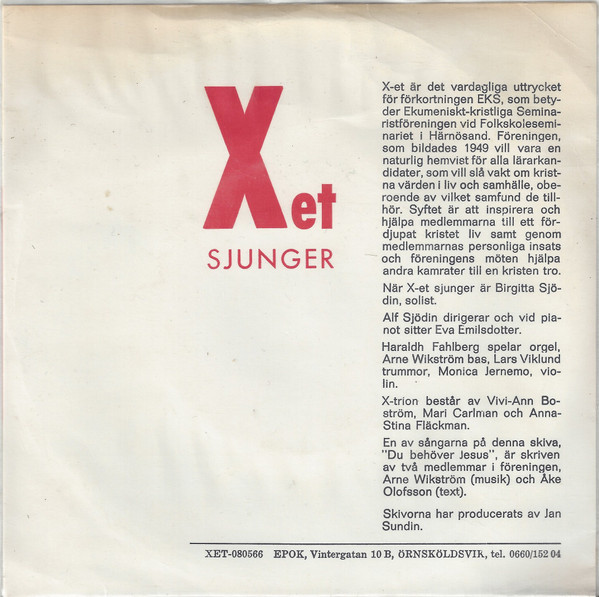 X et
SJUNGER
X-et är det vardagliga uttrycket
för förkortningen EKS, som bety-
der Ekumeniskt-kristliga Semina-
ristföreningen vid Folkskolesemi-
nariet i Härnösand. Föreningen,
som bildades 1949 vill vara en
naturlig hemvist för alla lärarkan-
didater, som vill slå vakt om krist-
na värden i liv och samhälle, obe-
roende av vilket samfund de till-
hör. Syftet är att inspirera och
hjälpa medlemmarna till ett för-
djupat kristet liv samt genom
medlemmarnas personliga insats
och föreningens möten hjälpa
andra kamrater till en kristen tro.
När X-et sjunger är Birgitta Sjö-
din, solist.
Alf Sjödin dirigerar och vid pia-
not sitter Eva Emilsdotter.
Haraldh Fahlberg spelar orgel,
Arne Wikström bas, Lars Viklund
trummor, Monica Jernemo, vio-
lin.
X-trion består av Vivi-Ann Bo-
ström, Mari Carlman och Anna-
Stina Fläckman.
En av sångarna på denna skiva,
"Du behöver Jesus", är skriven
av två medlemmar i föreningen,
Arne Wikström (musik) och Åke
Olofsson (text).
Skivorna har producerats av Jan
Sundin.
XET-080566 EPOK, Vintergatan 10 B, ÖRNSKÖLDSVIK, tel. 0660/152 04